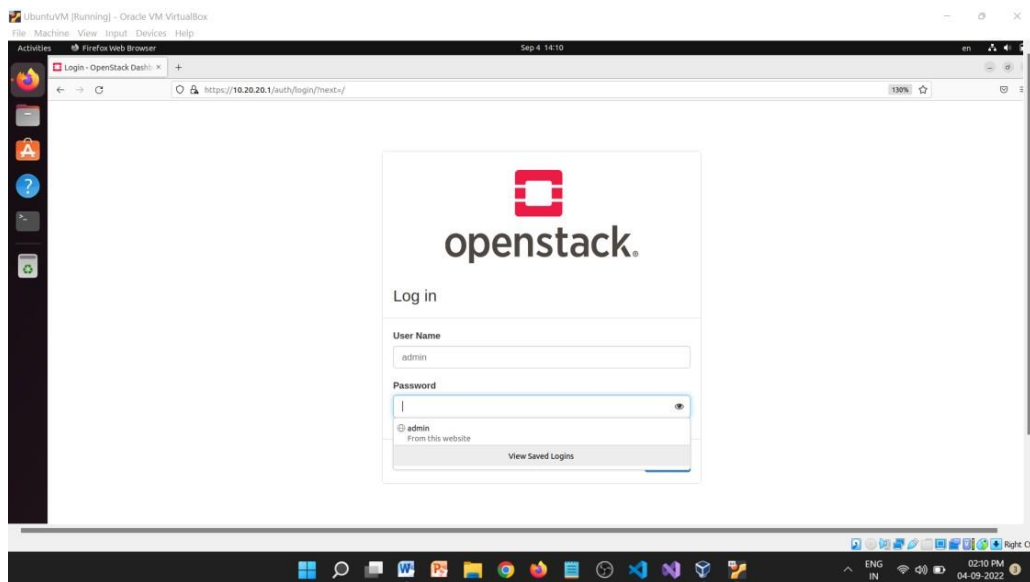 UbuntuVM [Running] - Oracle VM VirtualBox
File Machine View Input Devices Help
Activities Firefox Web Browser Sep 4 14:10 en
Login - OpenStack Dashb × +
https://10.20.20.1/auth/login/?next=/ 130%
openstack.
Log in
User Name
admin
Password
admin
From this website
View Saved Logins
Right C
ENG
IN
02:10 PM
04-09-2022
3